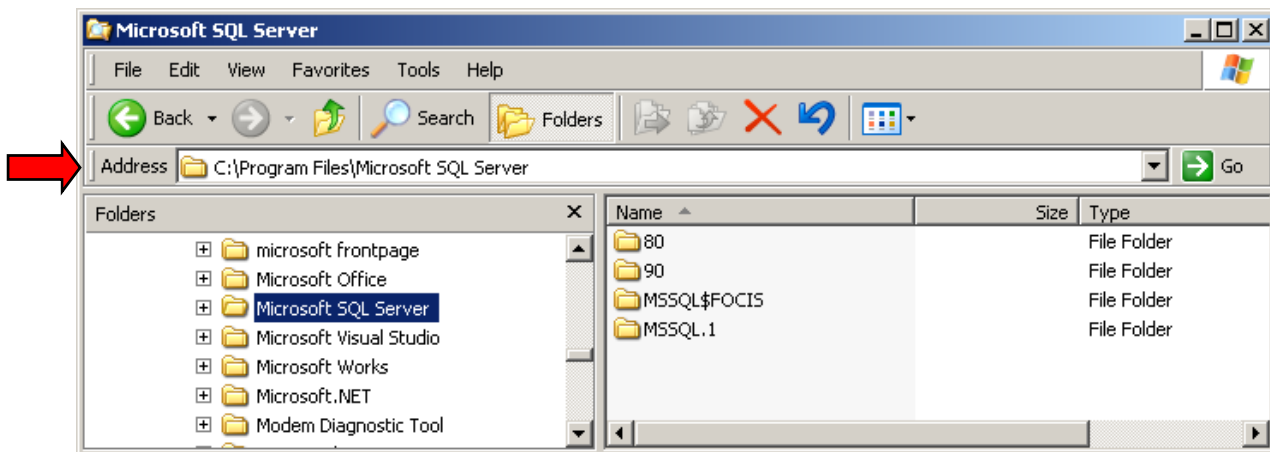 Microsoft SQL Server
File Edit View Favorites Tools Help
Back Search Folders
Address C:\Program Files\Microsoft SQL Server Go
Folders
microsoft frontpage
Microsoft Office
Microsoft SQL Server
Microsoft Visual Studio
Microsoft Works
Microsoft.NET
Modem Diagnostic Tool
Name Size Type
80 File Folder
90 File Folder
MSSQL$FOCIS File Folder
MSSQL.1 File Folder